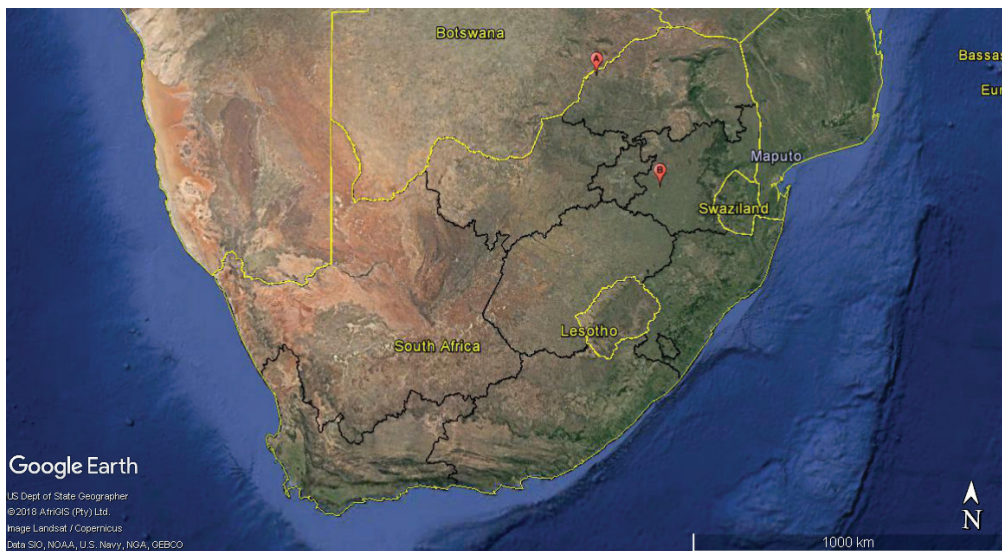 Botswana
A
Bassas
Eur
Maputo
B
Swaziland
Lesotho
South Africa
Google Earth
US Dept of State Geographer
©2018 AfriGIS (Pty) Ltd.
Image Landsat / Copernicus
Data SIO, NOAA, U.S. Navy, NGA, GEBCO
N
1000 km